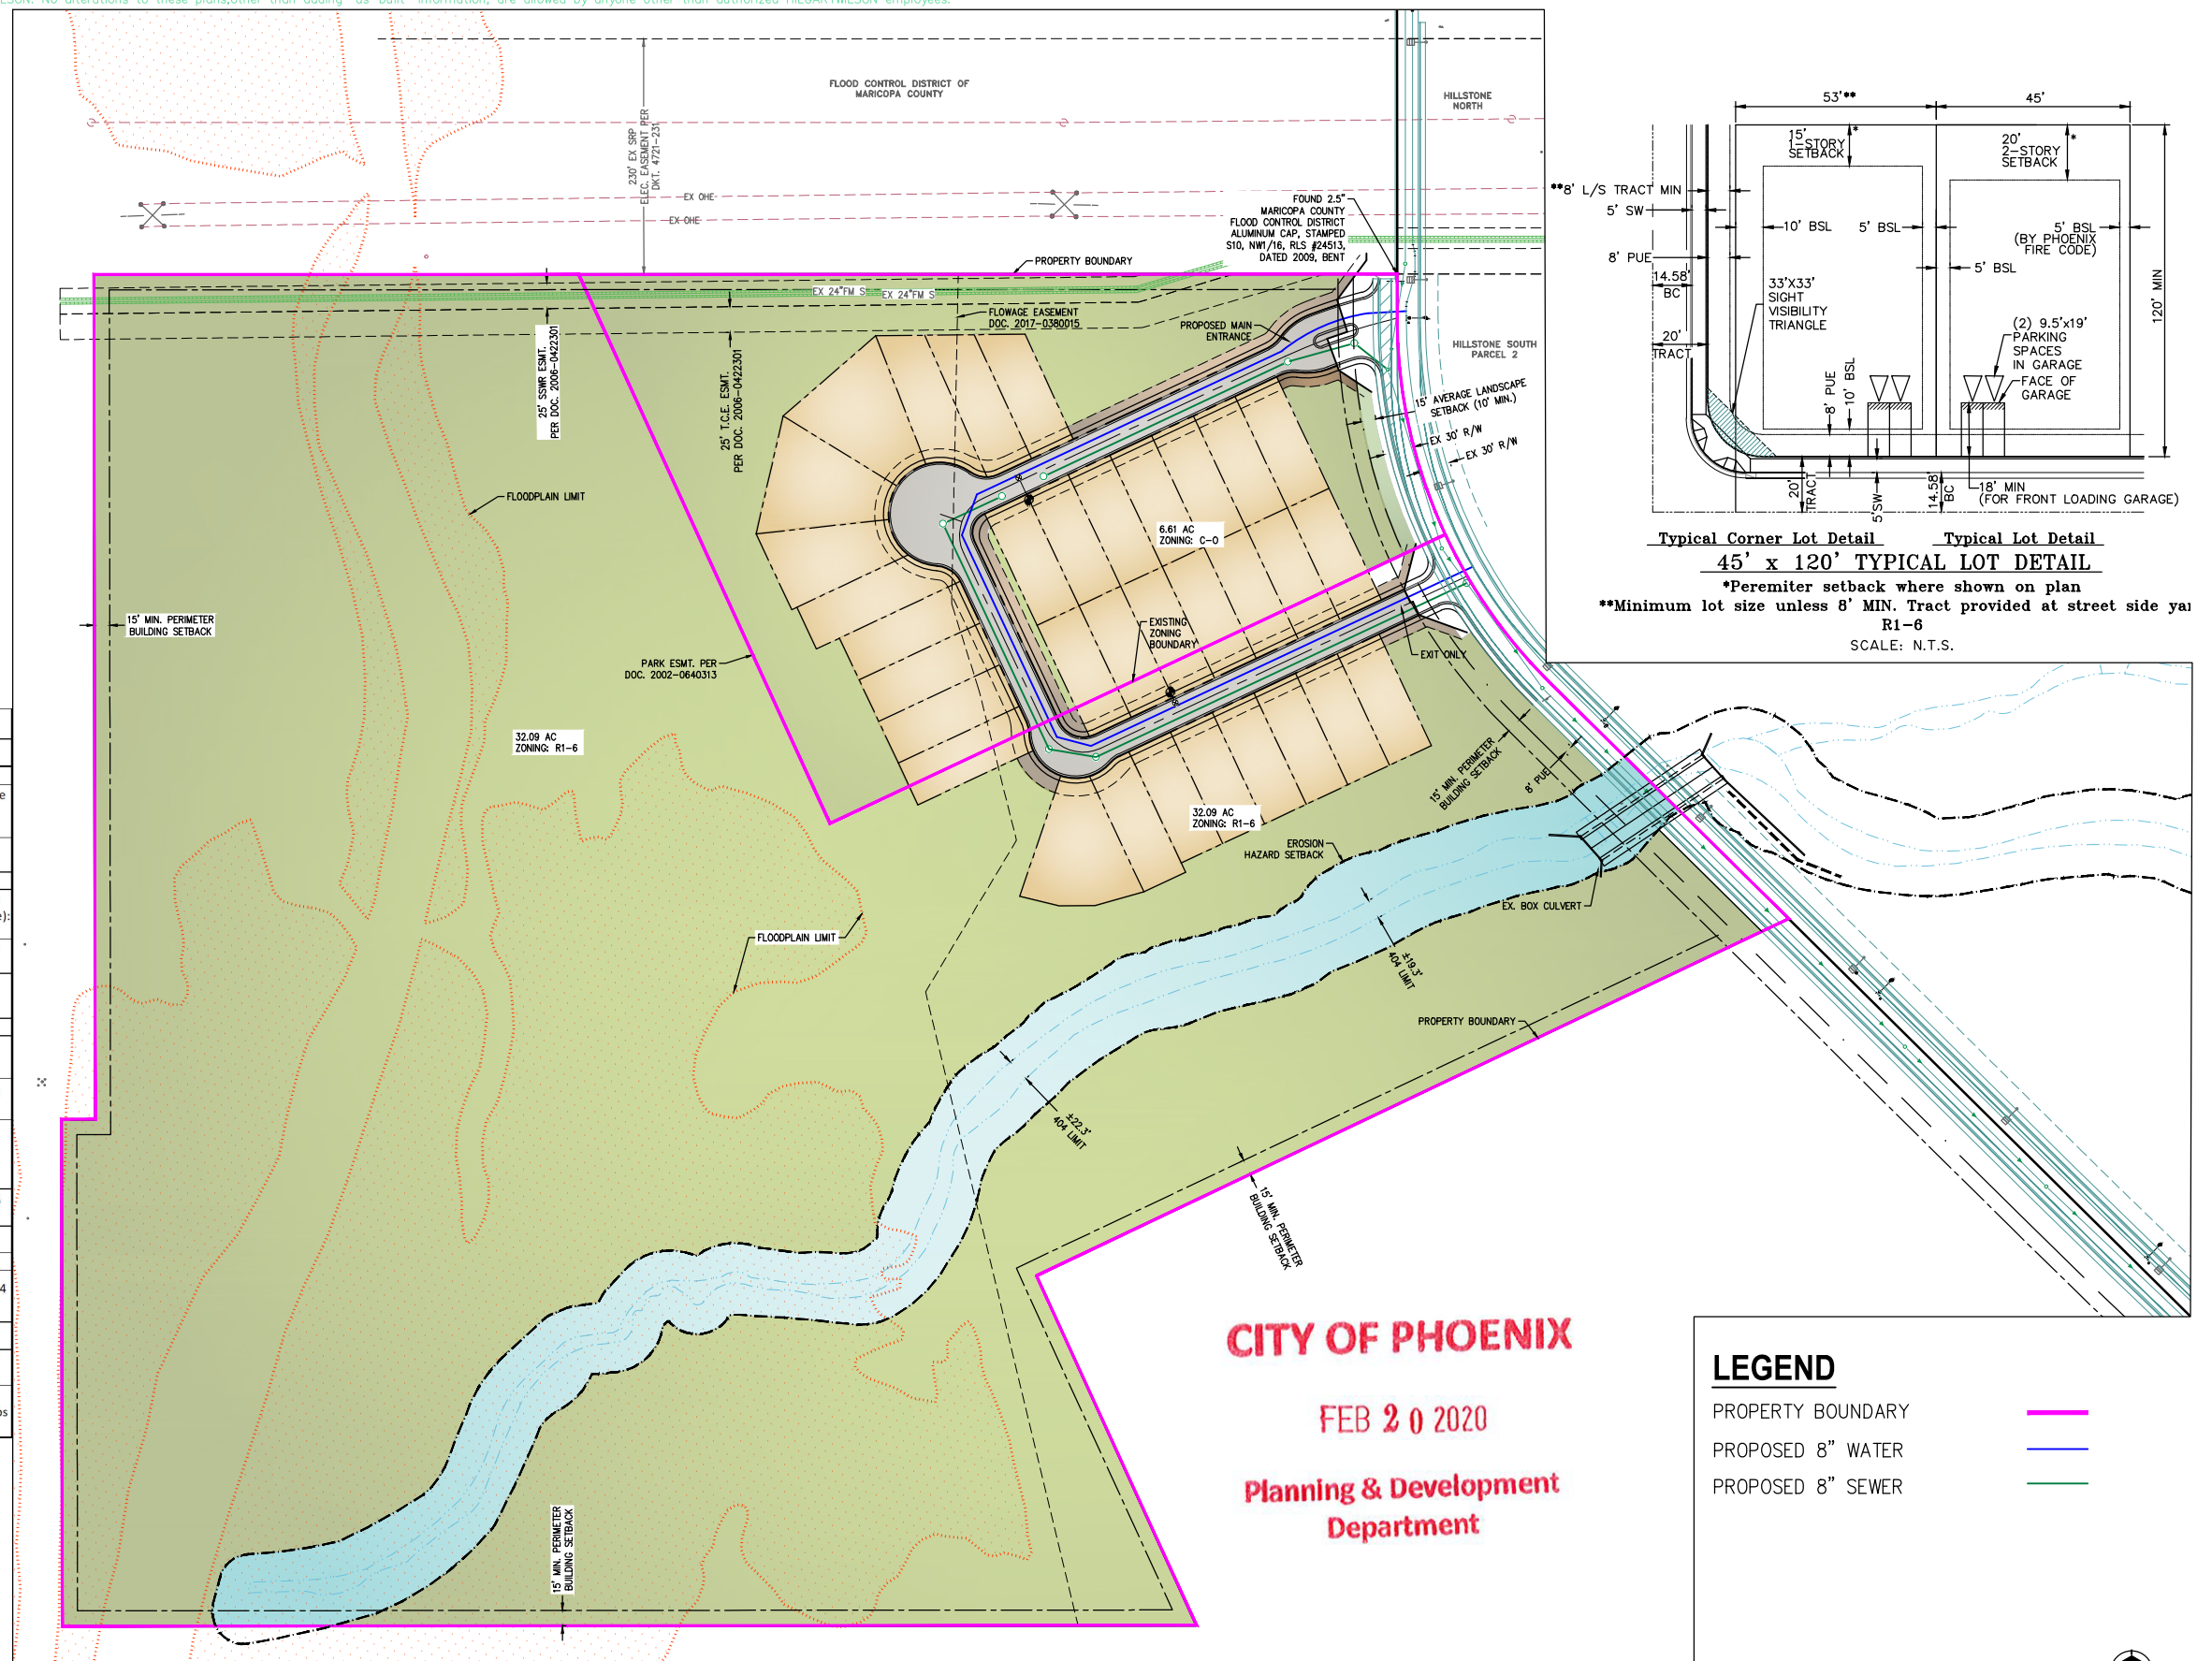 FLOOD CONTROL DISTRICT OF
MARICOPA COUNTY
HILLSTONE
NORTH
230' EX SRP
ELEC. EASEMENT PER
DKT. 4721-231
EX OHE
EX OHE
FOUND 2.5"
MARICOPA COUNTY
FLOOD CONTROL DISTRICT
ALUMINUM CAP, STAMPED
S10, NW1/16, RLS #24513,
DATED 2009, BENT
PROPERTY BOUNDARY
EX 24"FM S
EX 24"FM S
FLOWAGE EASEMENT
DOC. 2017-0380015
PROPOSED MAIN
ENTRANCE
HILLSTONE SOUTH
PARCEL 2
25' SSWR ESMT.
PER DOC. 2006-0422301
25' T.C.E. ESMT.
PER DOC. 2006-0422301
15' AVERAGE LANDSCAPE
SETBACK (10' MIN.)
EX 30' R/W
EX 30' R/W
FLOODPLAIN LIMIT
6.61 AC
ZONING: C-O
15' MIN. PERIMETER
BUILDING SETBACK
EXISTING
ZONING
BOUNDARY
EXIT ONLY
PARK ESMT. PER
DOC. 2002-0640313
32.09 AC
ZONING: R1-6
15' MIN. PERIMETER
BUILDING SETBACK
8' PUE
32.09 AC
ZONING: R1-6
EROSION
HAZARD SETBACK
EX. BOX CULVERT
FLOODPLAIN LIMIT
±19.3'
404 LIMIT
PROPERTY BOUNDARY
±22.3'
404 LIMIT
15' MIN. PERIMETER
BUILDING SETBACK
15' MIN. PERIMETER
BUILDING SETBACK
53'**
45'
15'
1-STORY
SETBACK
*
20'
2-STORY
SETBACK
*
**8' L/S TRACT MIN
5' SW
10' BSL
5' BSL
5' BSL
(BY PHOENIX
FIRE CODE)
8' PUE
5' BSL
14.58'
BC
33'X33'
SIGHT
VISIBILITY
TRIANGLE
120' MIN
(2) 9.5'x19'
PARKING
SPACES
IN GARAGE
20'
TRACT
8' PUE
10' BSL
FACE OF
GARAGE
20'
TRACT
5'SW
14.58'
BC
18' MIN
(FOR FRONT LOADING GARAGE)
Typical Corner Lot Detail
Typical Lot Detail
45' x 120' TYPICAL LOT DETAIL
*Peremiter setback where shown on plan
**Minimum lot size unless 8' MIN. Tract provided at street side
R1-6
SCALE: N.T.S.
CITY OF PHOENIX
FEB 20 2020
Planning & Development
Department
LEGEND
PROPERTY BOUNDARY
PROPOSED 8" WATER
PROPOSED 8" SEWER